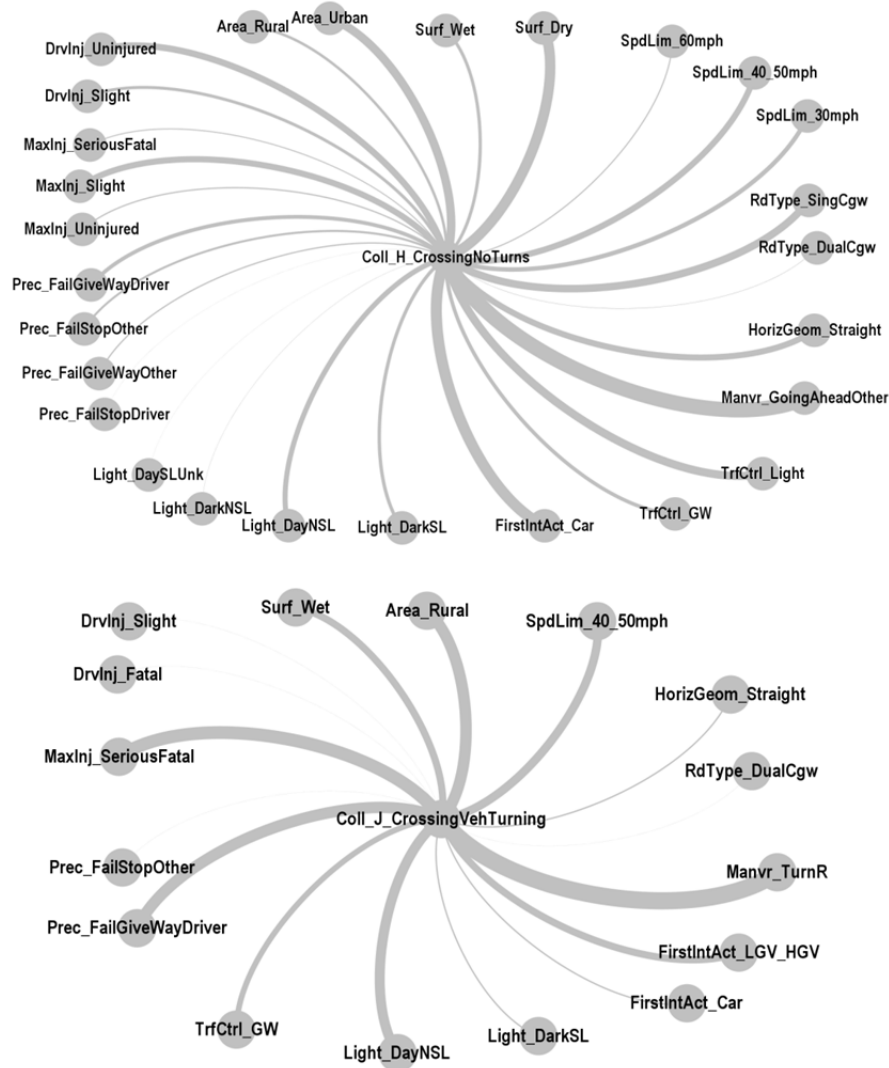 Area_Rural
Area_Urban
Surf_Wet
Surf_Dry
SpdLim_60mph
DrvInj_Uninjured
SpdLim_40_50mph
DrvInj_Slight
SpdLim_30mph
MaxInj_SeriousFatal
MaxInj_Slight
RdType_SingCgw
MaxInj_Uninjured
RdType_DualCgw
Coll_H_CrossingNoTurns
Prec_FailGiveWayDriver
Prec_FailStopOther
HorizGeom_Straight
Prec_FailGiveWayOther
Manvr_GoingAheadOther
Prec_FailStopDriver
Light_DaySLUnk
TrfCtrl_Light
Light_DarkNSL
TrfCtrl_GW
Light_DayNSL
Light_DarkSL
FirstIntAct_Car
Surf_Wet
Area_Rural
DrvInj_Slight
SpdLim_40_50mph
DrvInj_Fatal
HorizGeom_Straight
MaxInj_SeriousFatal
RdType_DualCgw
Coll_J_CrossingVehTurning
Prec_FailStopOther
Manvr_TurnR
Prec_FailGiveWayDriver
FirstIntAct_LGV_HGV
FirstIntAct_Car
TrfCtrl_GW
Light_DarkSL
Light_DayNSL